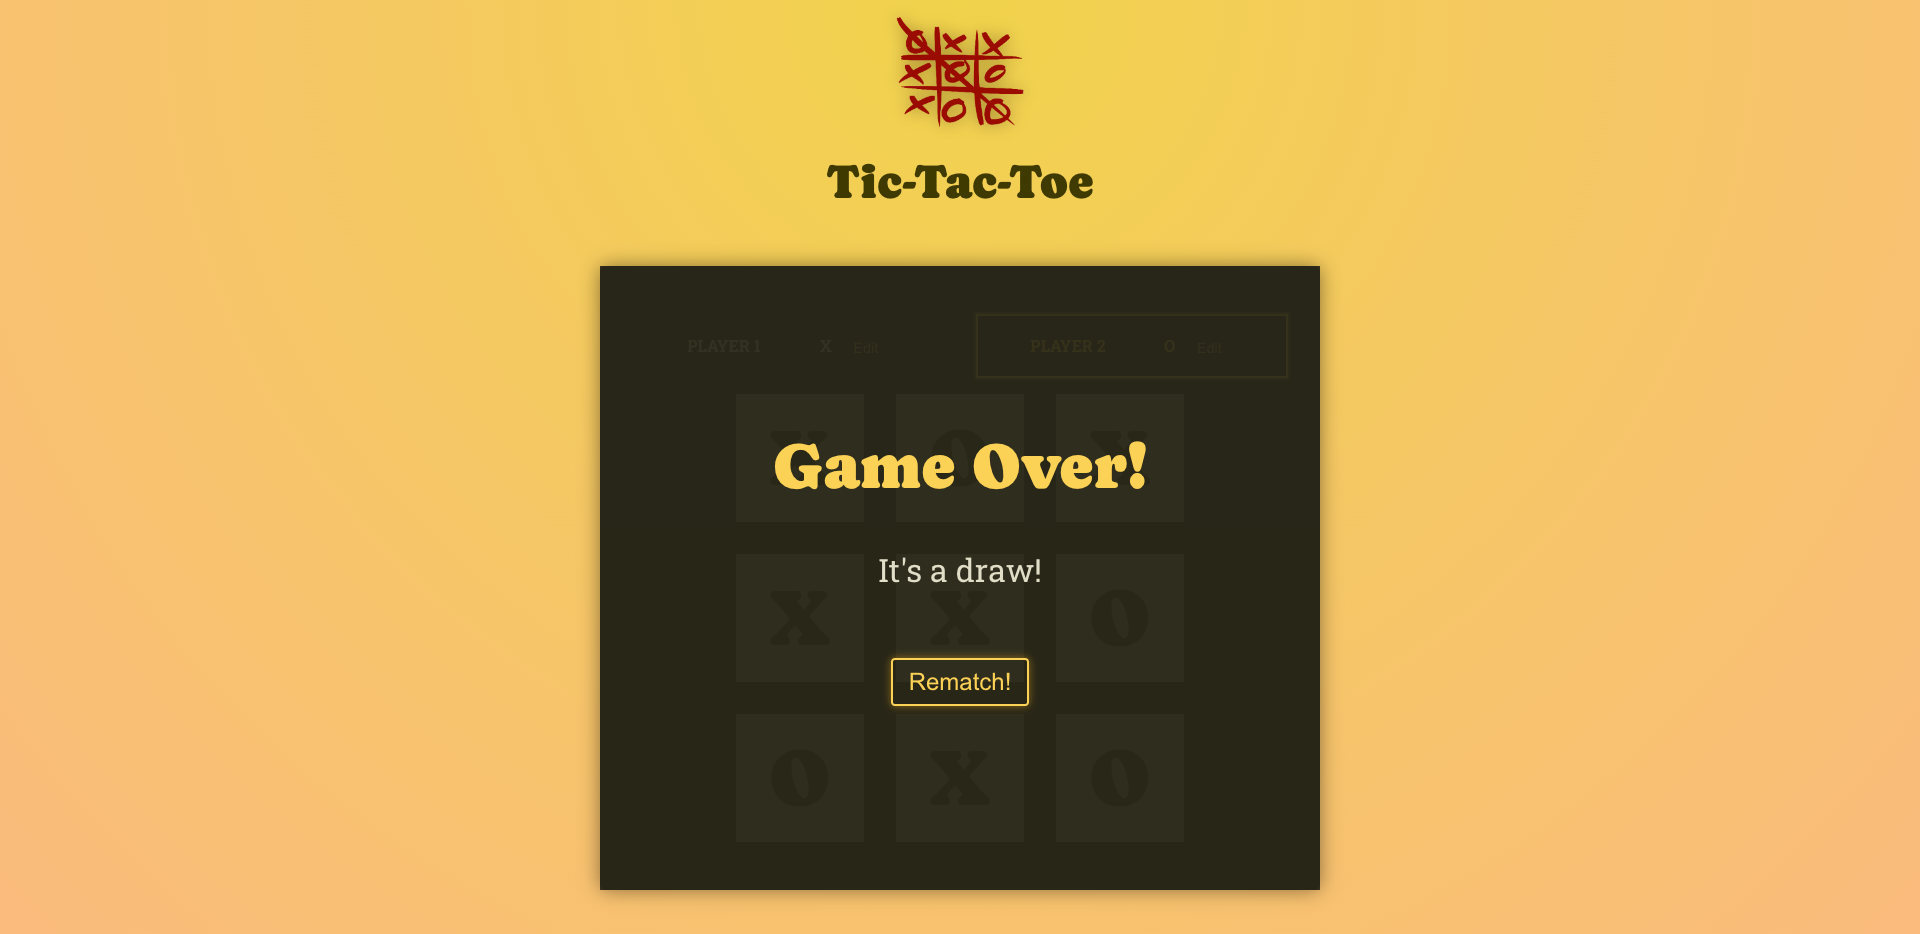 Tic-Tac-Toe
PLAYER 1 X Edit PLAYER 2 O Edit
X O X
Game Over!
It's a draw!
X X O
Rematch!
O X O